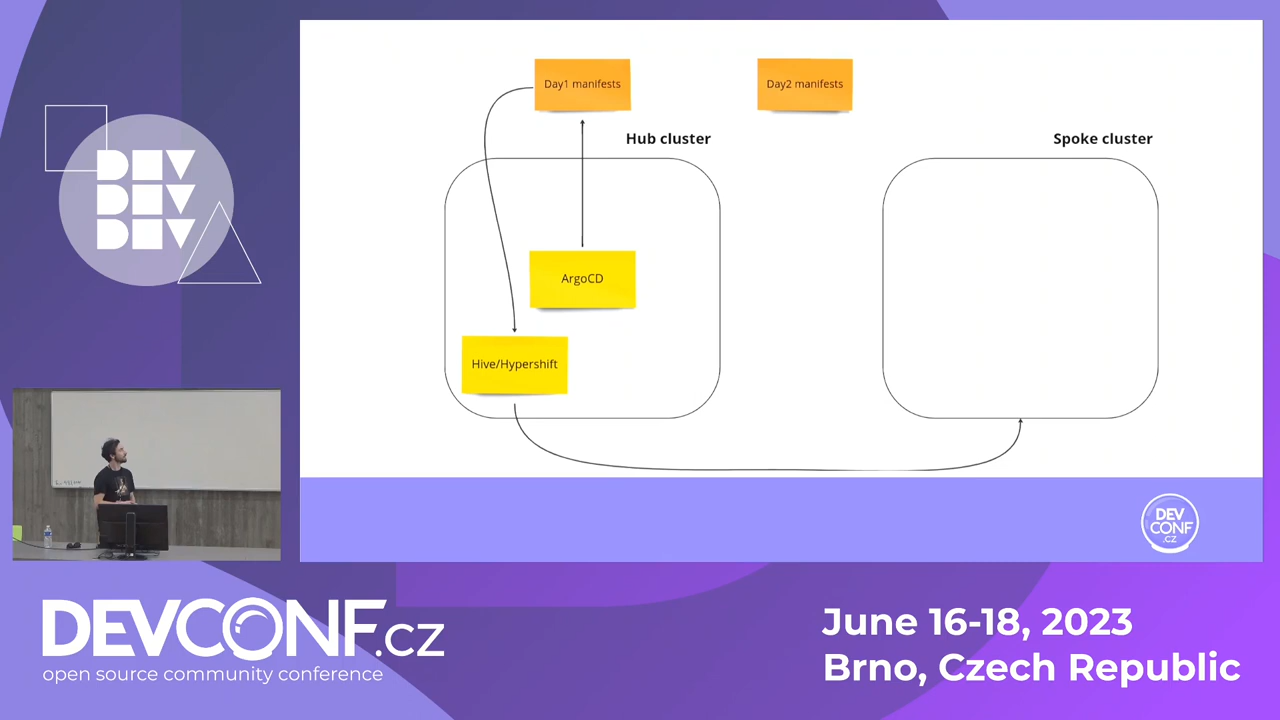 DEV
DEV
DEV
Day1 manifests
Day2 manifests
Hub cluster
Spoke cluster
ArgoCD
Hive/Hypershift
DEV
CONF
.CZ
DEVCONF.CZ
open source community conference
June 16-18, 2023
Brno, Czech Republic